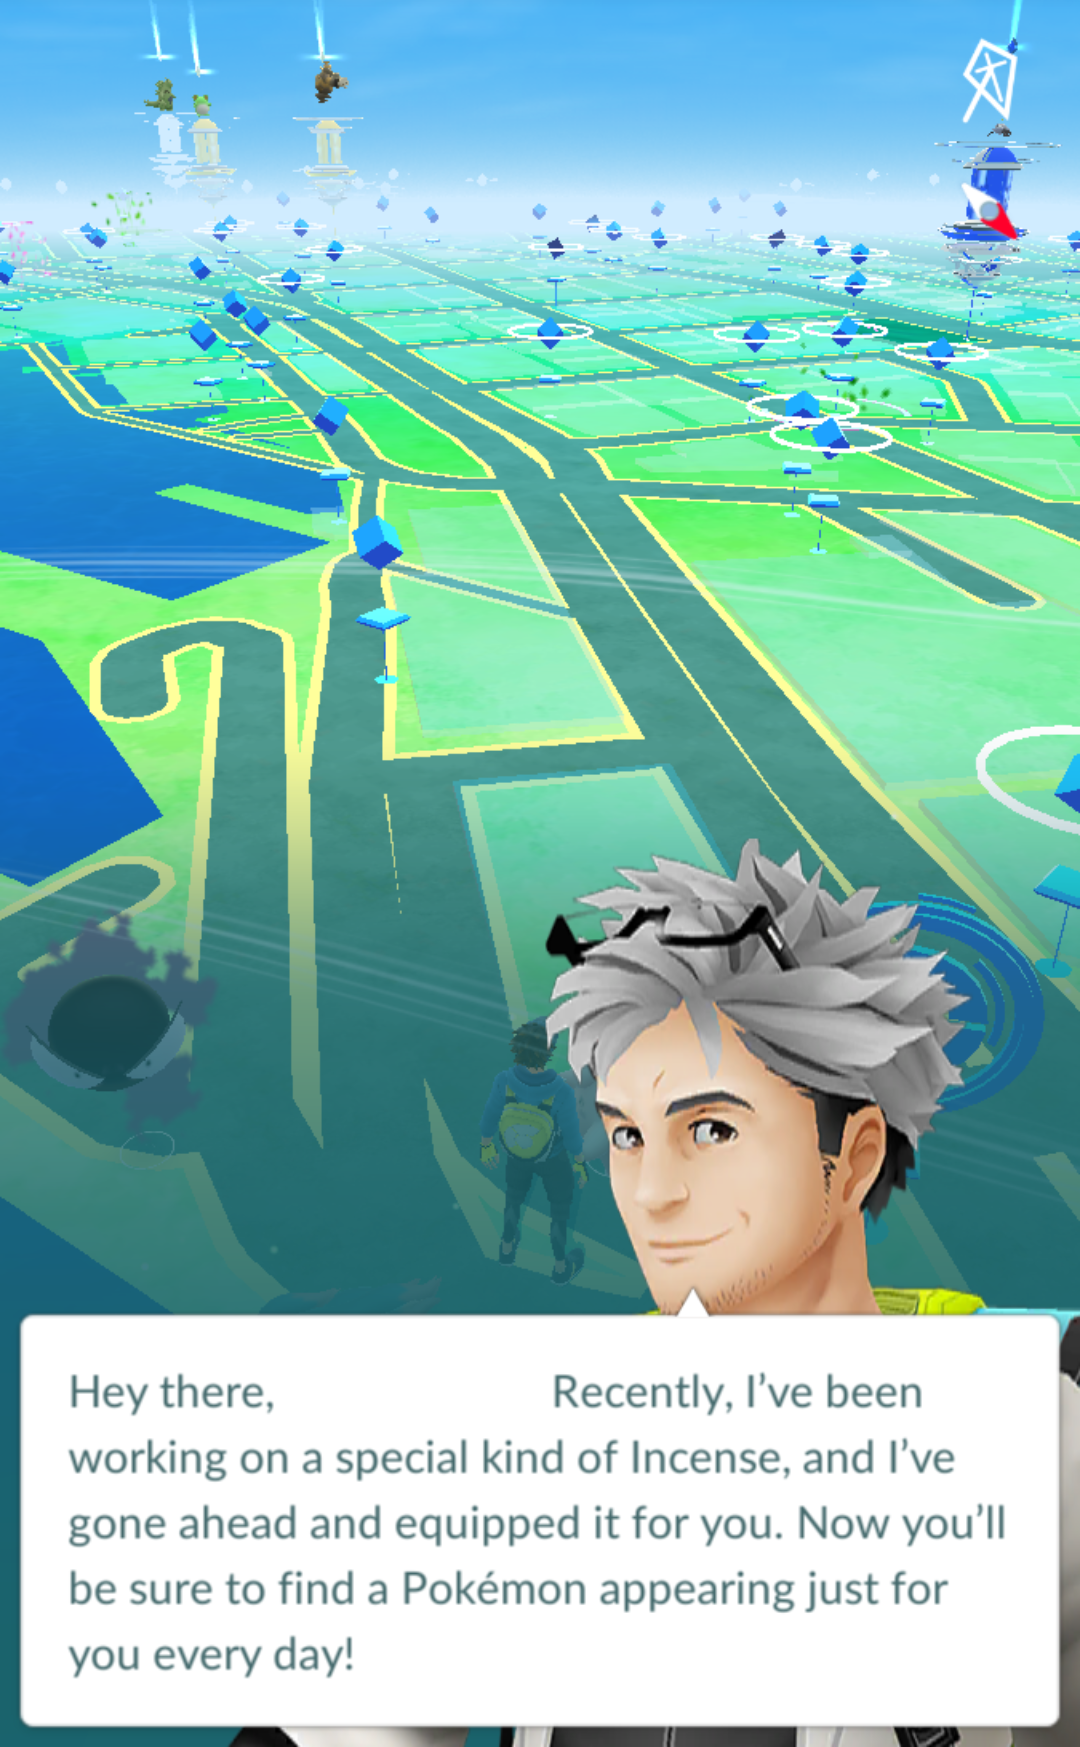 Hey there, Recently, I’ve been
working on a special kind of Incense, and I’ve
gone ahead and equipped it for you. Now you’ll
be sure to find a Pokémon appearing just for
you every day!